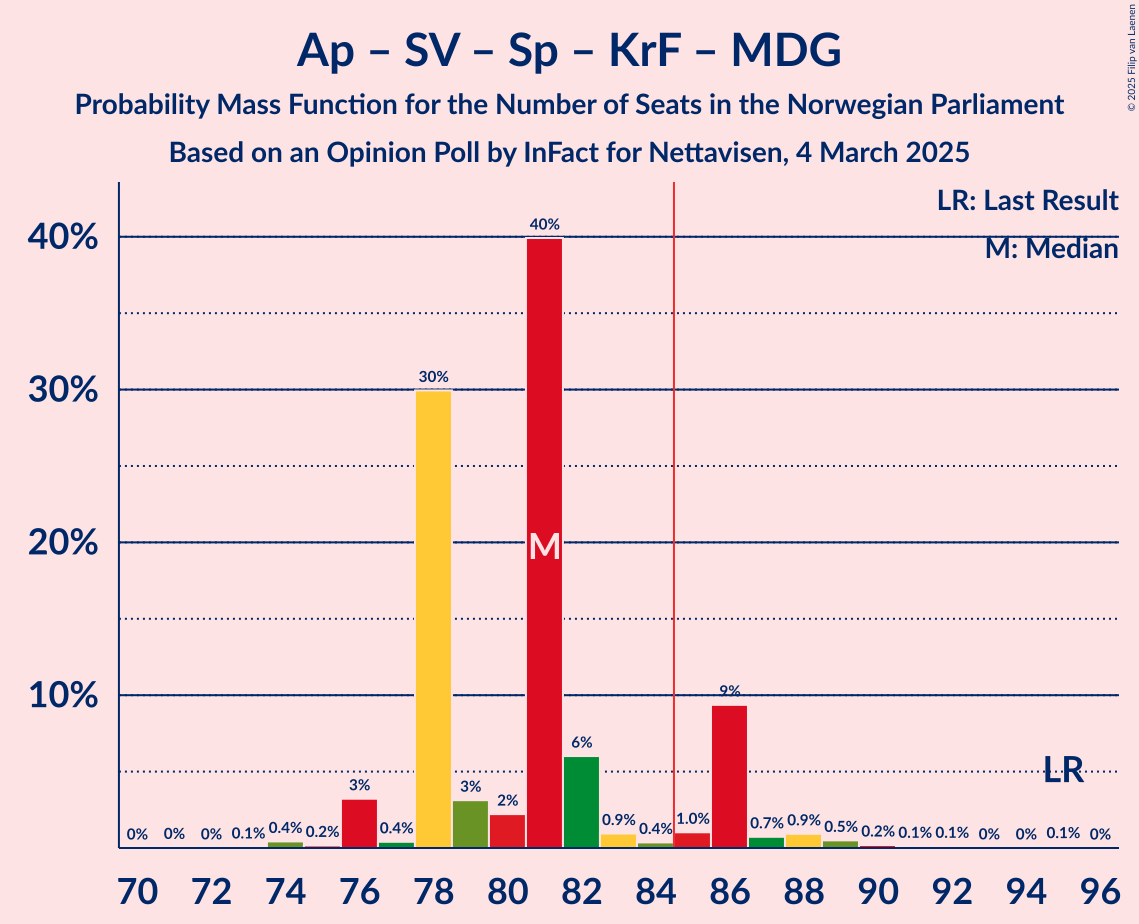 Ap – SV – Sp – KrF – MDG
Probability Mass Function for the Number of Seats in the Norwegian Parliament
Based on an Opinion Poll by InFact for Nettavisen, 4 March 2025
© 2025 Filip van Laenen
LR: Last Result
M: Median
40%
30%
20%
10%
0% 0% 0% 0.1% 0.4% 0.2% 3% 0.4% 30% 3% 2% 40% 6% 0.9% 0.4% 1.0% 9% 0.7% 0.9% 0.5% 0.2% 0.1% 0.1% 0% 0% 0.1% 0%
M
LR
70 72 74 76 78 80 82 84 86 88 90 92 94 96